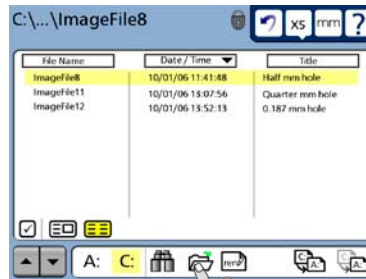 C:\...\ImageFile8
x5 mm ?
File Name Date / Time Title
ImageFile8 10/01/06 11:41:48 Half mm hole
ImageFile11 10/01/06 13:07:56 Quarter mm hole
ImageFile12 10/01/06 13:52:13 0.187 mm hole
A: C: ren/ C: A: C: A: